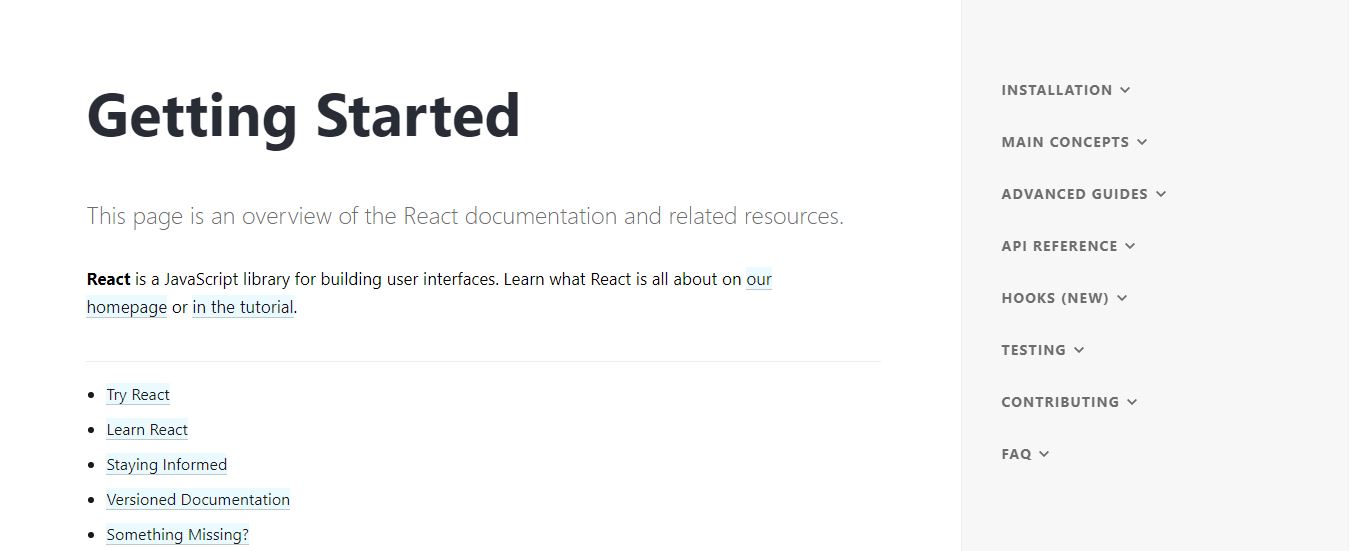 Getting Started
This page is an overview of the React documentation and related resources.
React is a JavaScript library for building user interfaces. Learn what React is all about on our
homepage or in the tutorial.
Try React
Learn React
Staying Informed
Versioned Documentation
Something Missing?
INSTALLATION
MAIN CONCEPTS
ADVANCED GUIDES
API REFERENCE
HOOKS (NEW)
TESTING
CONTRIBUTING
FAQ